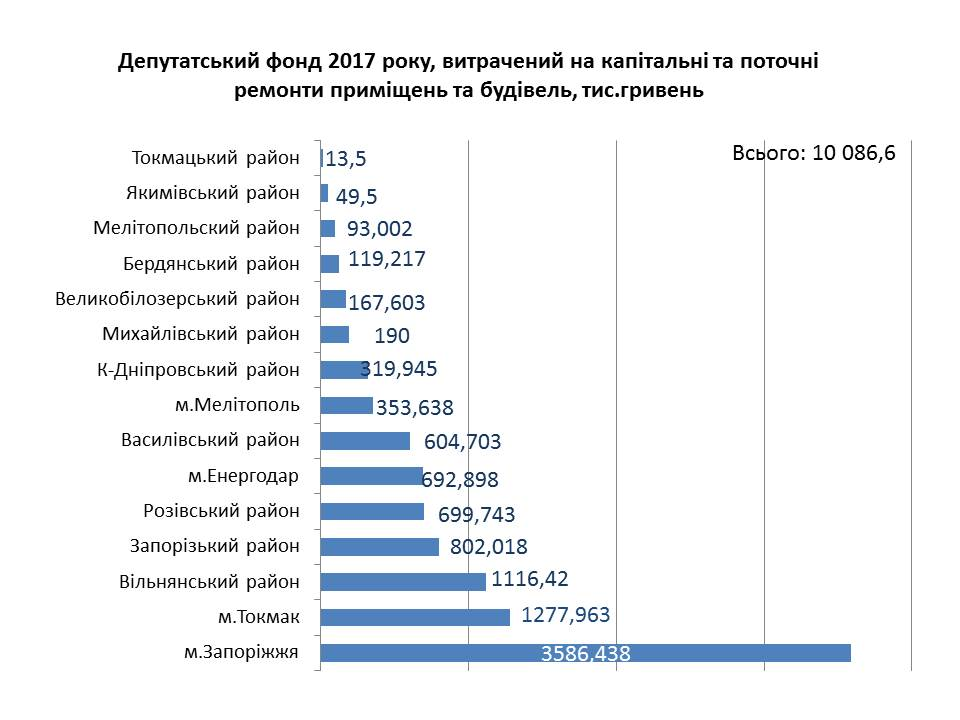 Депутатський фонд 2017 року, витрачений на капітальні та поточні
ремонти приміщень та будівель, тис.гривень
Всього: 10 086,6
Токмацький район 13,5
Якимівський район 49,5
Мелітопольский район 93,002
Бердянський район 119,217
Великобілозерський район 167,603
Михайлівський район 190
К-Дніпровський район 319,945
м.Мелітополь 353,638
Василівський район 604,703
м.Енергодар 692,898
Розівський район 699,743
Запорізький район 802,018
Вільнянський район 1116,42
м.Токмак 1277,963
м.Запоріжжя 3586,438